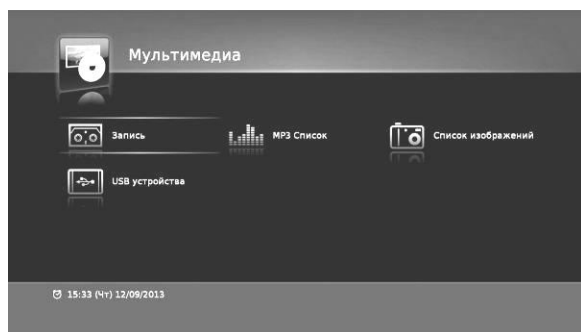 Мультимедиа
Запись
MP3 Список
Список изображений
USB устройства
15:33 (Чт) 12/09/2013